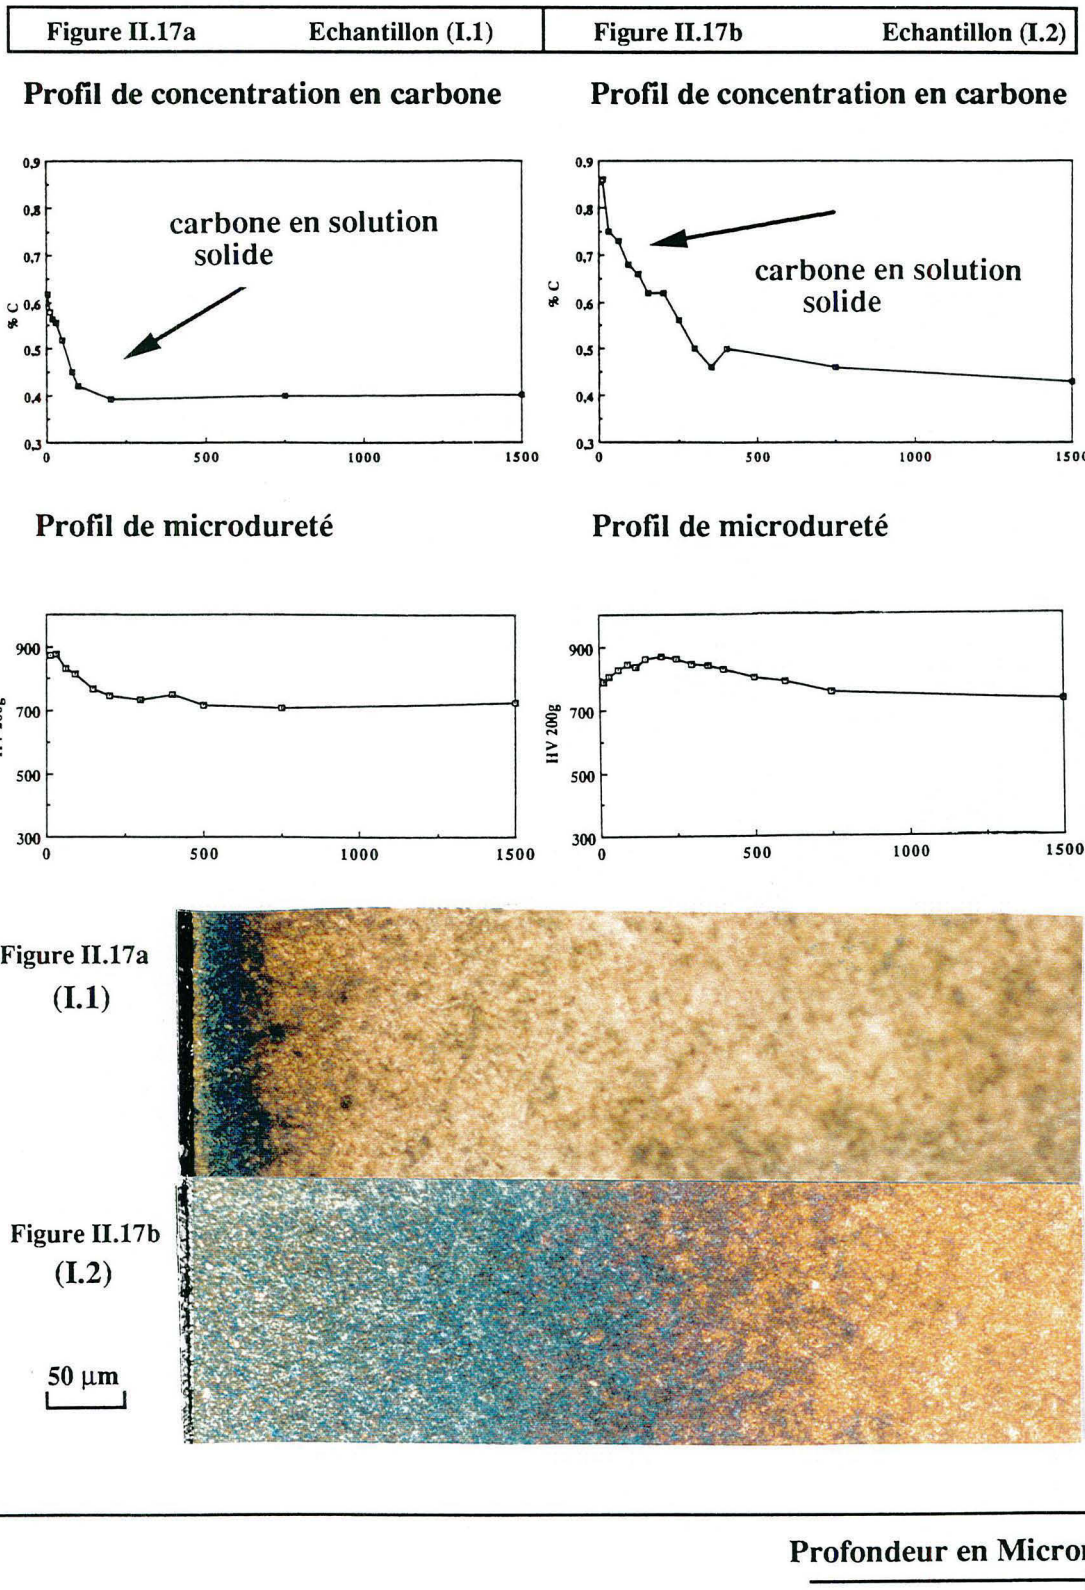 Figure II.17a Echantillon (I.1) Figure II.17b Echantillon (I.2)
Profil de concentration en carbone
Profil de concentration en carbone
0.9
0.8
0.7
0.6
0.5
0.4
0.3
% C
carbone en solution
solide
0 500 1000 1500
0.9
0.8
0.7
0.6
0.5
0.4
0.3
% C
carbone en solution
solide
0 500 1000 1500
Profil de microdureté
Profil de microdureté
900
700
500
300
0 500 1000 1500
900
700
500
300
HV 200g
0 500 1000 1500
Figure II.17a
(I.1)
Figure II.17b
(I.2)
50 µm
Profondeur en Micron